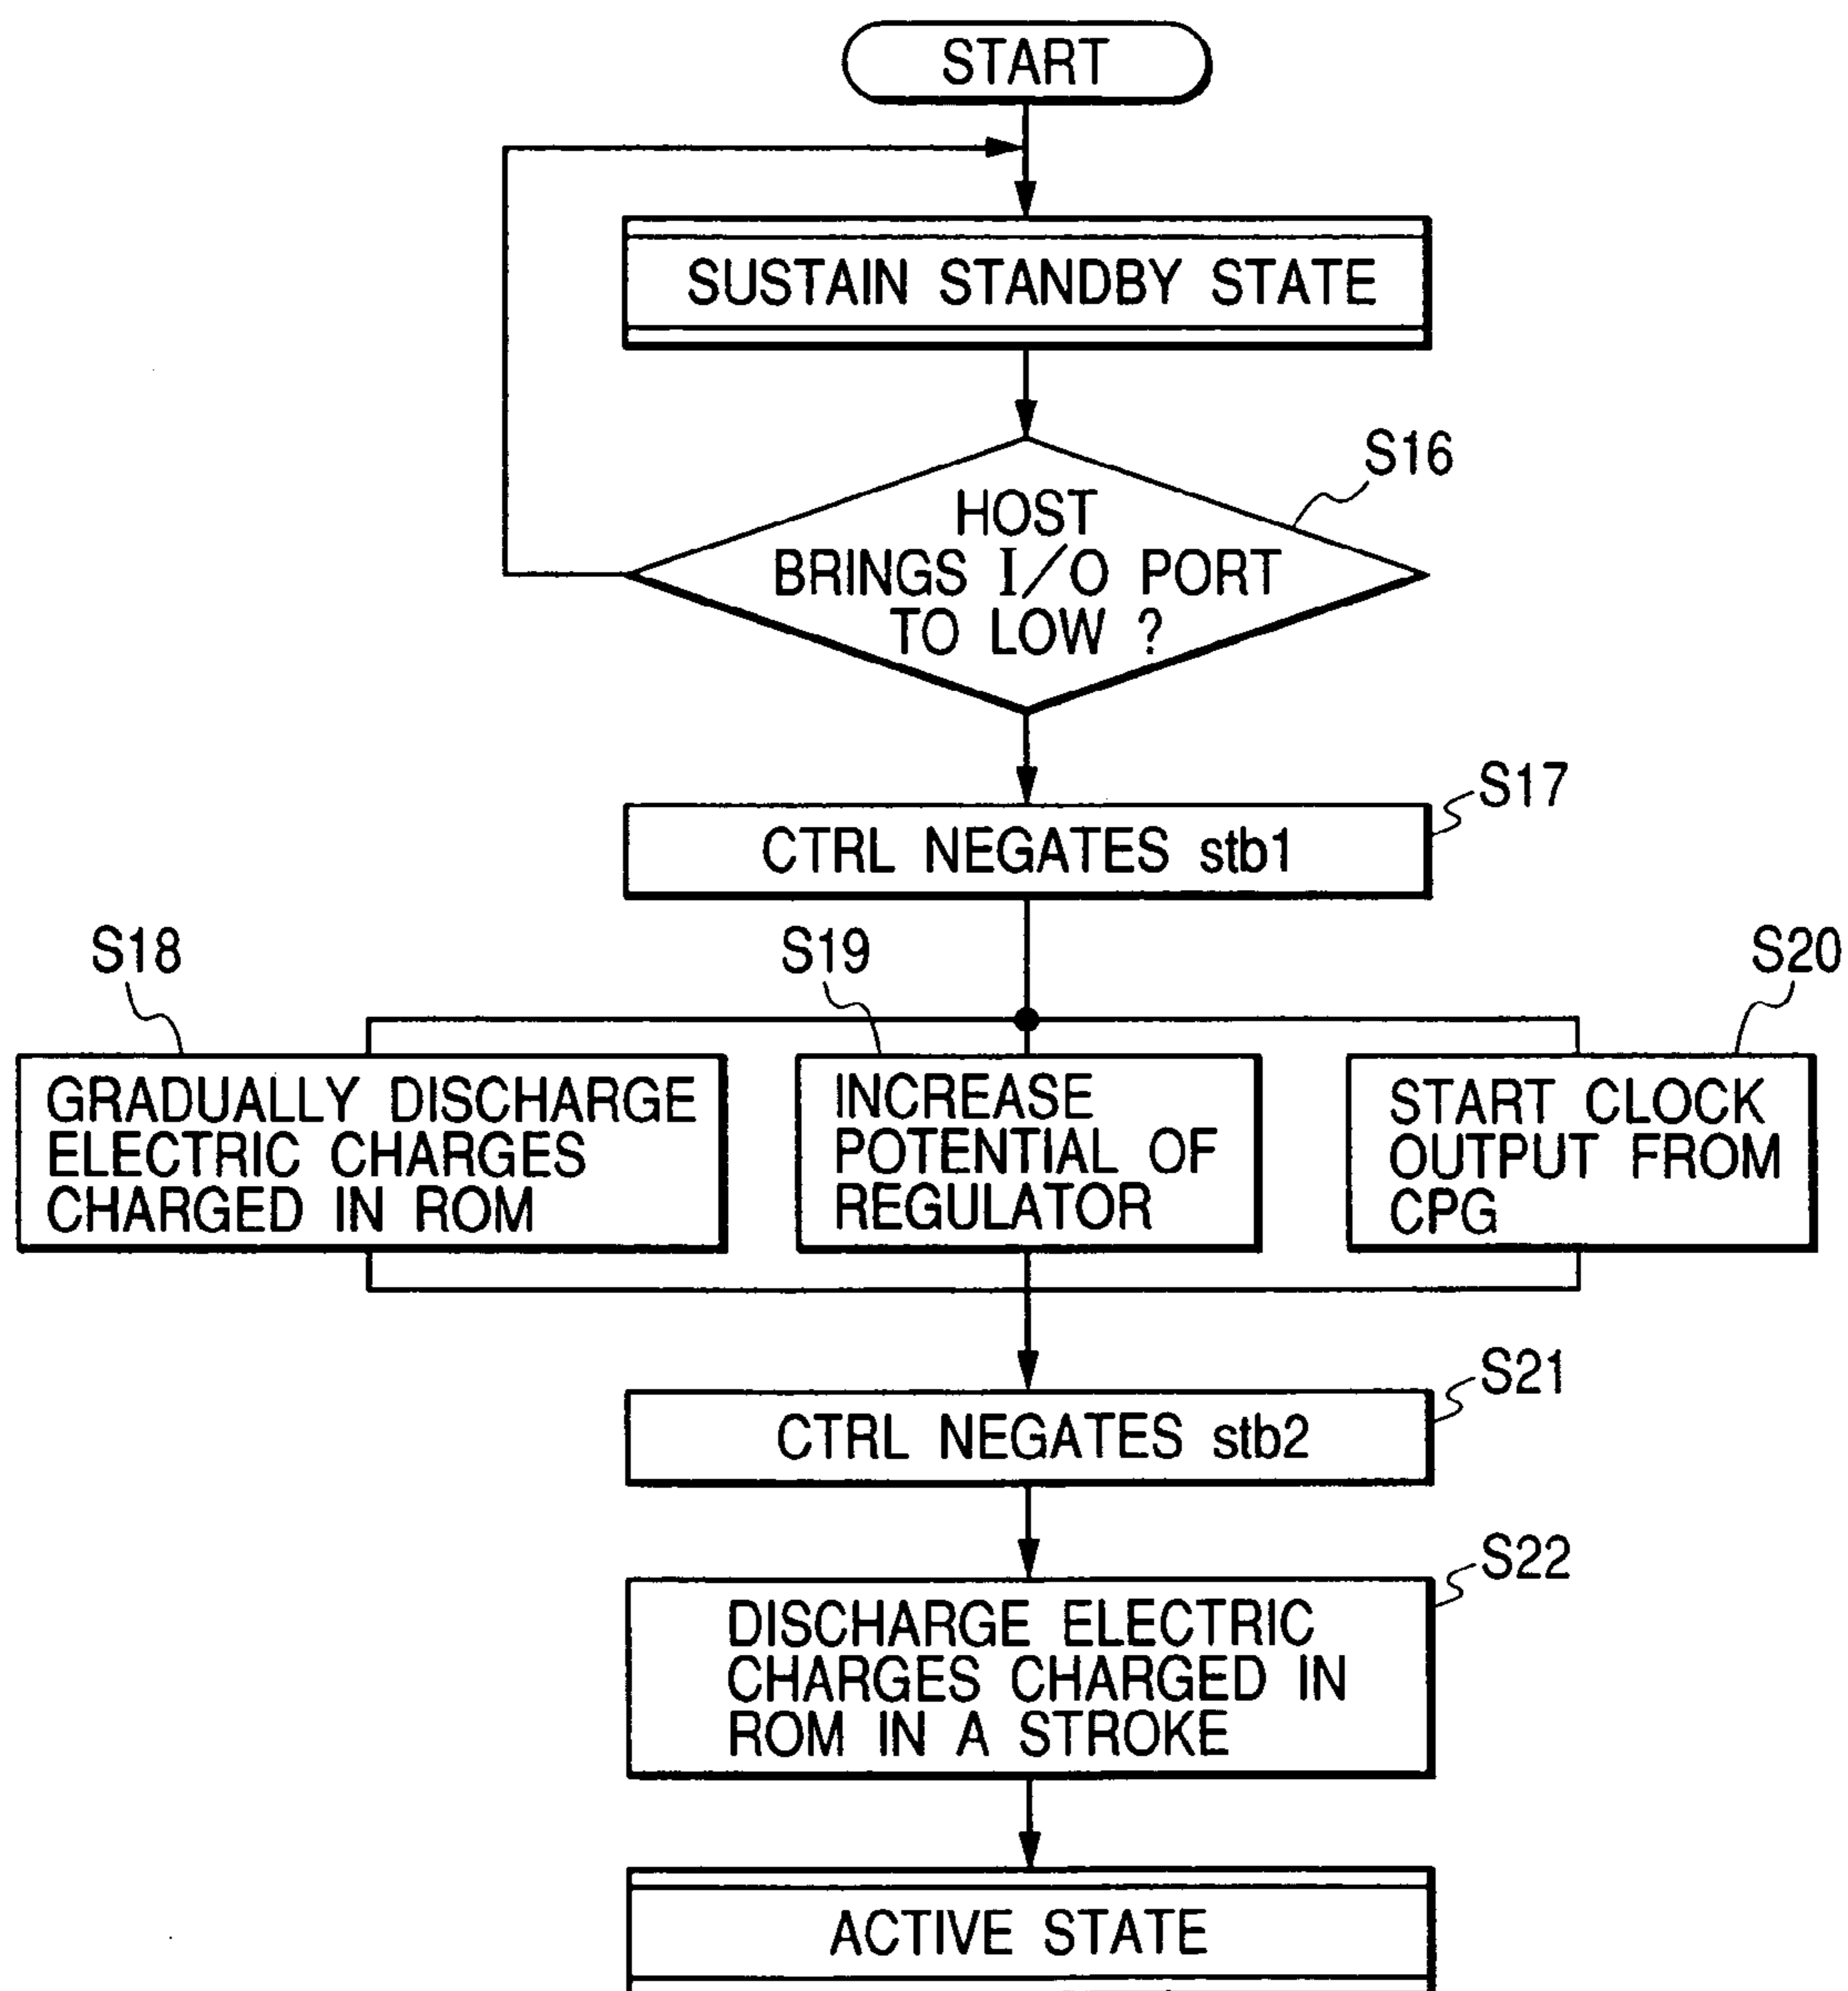 START
SUSTAIN STANDBY STATE
S16
HOST
BRINGS I/O PORT
TO LOW ?
S17
CTRL NEGATES stb1
S18
S19
S20
GRADUALLY DISCHARGE
ELECTRIC CHARGES
CHARGED IN ROM
INCREASE
POTENTIAL OF
REGULATOR
START CLOCK
OUTPUT FROM
CPG
S21
CTRL NEGATES stb2
S22
DISCHARGE ELECTRIC
CHARGES CHARGED IN
ROM IN A STROKE
ACTIVE STATE